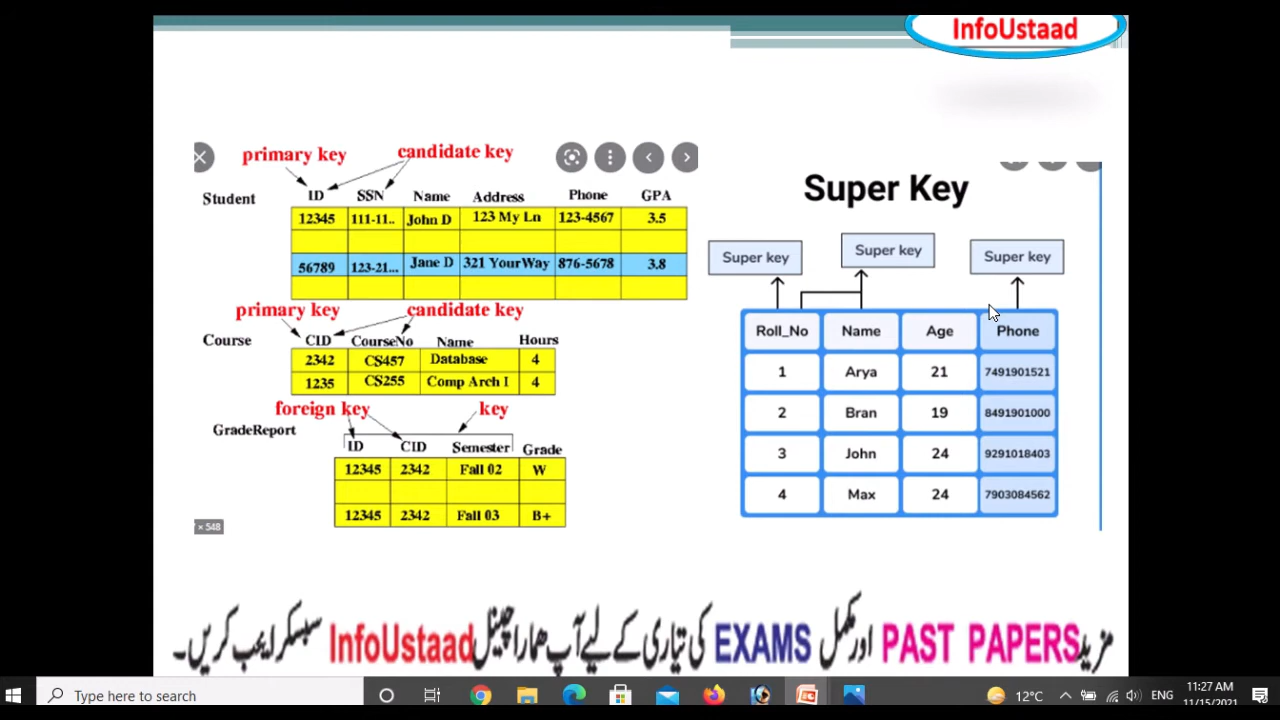 InfoUstaad
primary key
candidate key
Student
ID SSN Name Address Phone GPA
12345 111-11.. John D 123 My Ln 123-4567 3.5
56789 123-21... Jane D 321 YourWay 876-5678 3.8
primary key
candidate key
Course
CID CourseNo Name Hours
2342 CS457 Database 4
1235 CS255 Comp Arch I 4
foreign key
key
GradeReport
ID CID Semester Grade
12345 2342 Fall 02 W
12345 2342 Fall 03 B+
× 548
Super Key
Super key Super key Super key
Roll_No Name Age Phone
1 Arya 21 7491901521
2 Bran 19 8491901000
3 John 24 9291018403
4 Max 24 7903084562
مزید PAST PAPERS اور مکمل EXAMS کی تیاری کے لیے آپ ہمارا چینل InfoUstaad سبسکرائب کریں۔
Type here to search
12°C
ENG
11:27 AM
11/15/2021